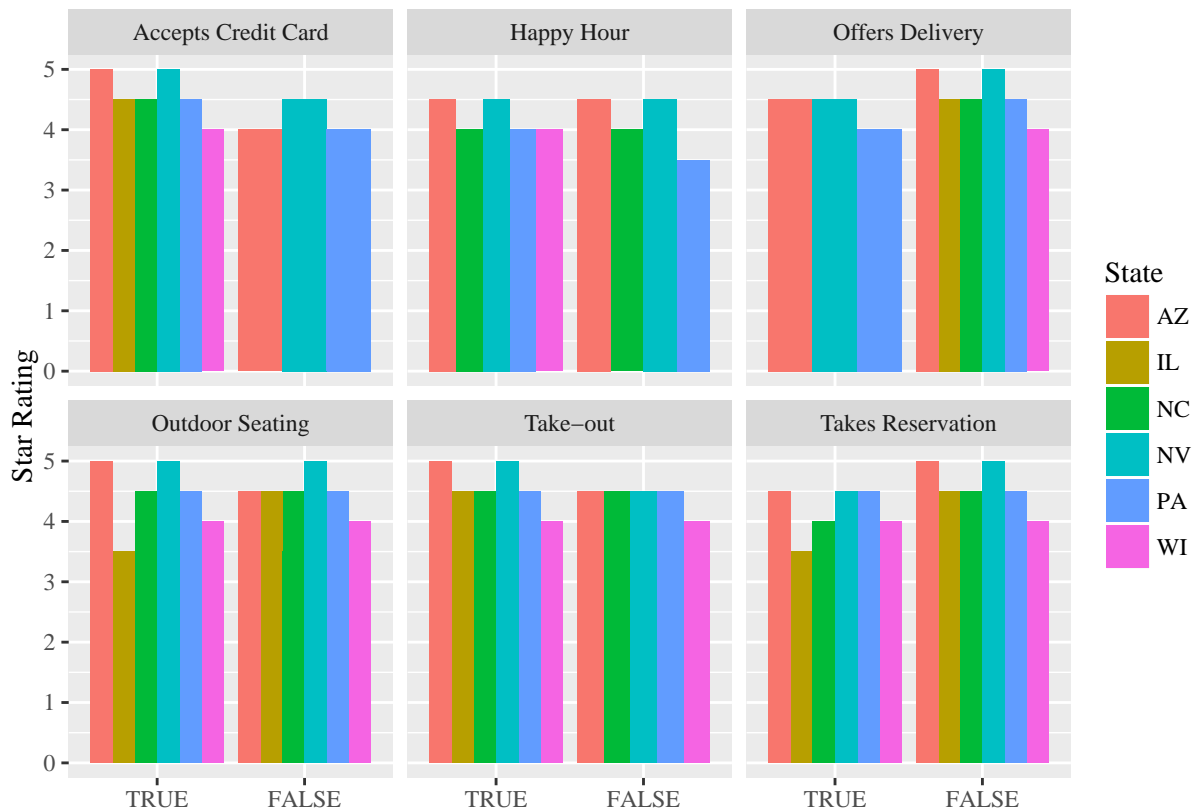 Accepts Credit Card
Happy Hour
Offers Delivery
5
4
3
2
1
0
Outdoor Seating
Take−out
Takes Reservation
5
4
3
2
1
0
TRUE
FALSE
TRUE
FALSE
TRUE
FALSE
Star Rating
State
AZ
IL
NC
NV
PA
WI